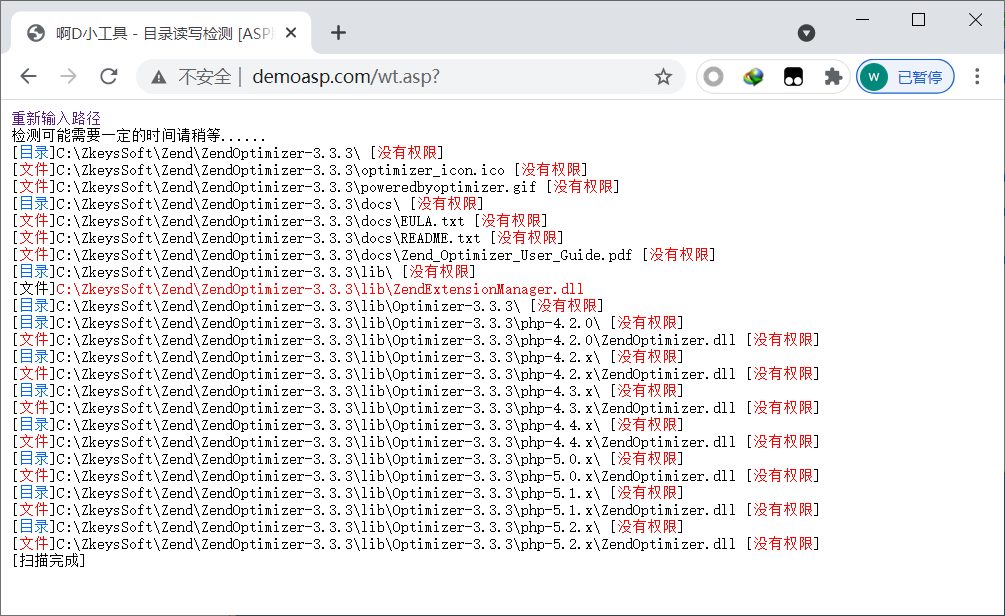 啊D小工具 - 目录读写检测 [ASP
不安全 | demoasp.com/wt.asp?
W 已暂停
重新输入路径
检测可能需要一定的时间请稍等......
[目录]C:\ZkeysSoft\Zend\ZendOptimizer-3.3.3\ [没有权限]
[文件]C:\ZkeysSoft\Zend\ZendOptimizer-3.3.3\optimizer_icon.ico [没有权限]
[文件]C:\ZkeysSoft\Zend\ZendOptimizer-3.3.3\poweredbyoptimizer.gif [没有权限]
[目录]C:\ZkeysSoft\Zend\ZendOptimizer-3.3.3\docs\ [没有权限]
[文件]C:\ZkeysSoft\Zend\ZendOptimizer-3.3.3\docs\EULA.txt [没有权限]
[文件]C:\ZkeysSoft\Zend\ZendOptimizer-3.3.3\docs\README.txt [没有权限]
[文件]C:\ZkeysSoft\Zend\ZendOptimizer-3.3.3\docs\Zend_Optimizer_User_Guide.pdf [没有权限]
[目录]C:\ZkeysSoft\Zend\ZendOptimizer-3.3.3\lib\ [没有权限]
[文件]C:\ZkeysSoft\Zend\ZendOptimizer-3.3.3\lib\ZendExtensionManager.dll
[目录]C:\ZkeysSoft\Zend\ZendOptimizer-3.3.3\lib\Optimizer-3.3.3\ [没有权限]
[目录]C:\ZkeysSoft\Zend\ZendOptimizer-3.3.3\lib\Optimizer-3.3.3\php-4.2.0\ [没有权限]
[文件]C:\ZkeysSoft\Zend\ZendOptimizer-3.3.3\lib\Optimizer-3.3.3\php-4.2.0\ZendOptimizer.dll [没有权限]
[目录]C:\ZkeysSoft\Zend\ZendOptimizer-3.3.3\lib\Optimizer-3.3.3\php-4.2.x\ [没有权限]
[文件]C:\ZkeysSoft\Zend\ZendOptimizer-3.3.3\lib\Optimizer-3.3.3\php-4.2.x\ZendOptimizer.dll [没有权限]
[目录]C:\ZkeysSoft\Zend\ZendOptimizer-3.3.3\lib\Optimizer-3.3.3\php-4.3.x\ [没有权限]
[文件]C:\ZkeysSoft\Zend\ZendOptimizer-3.3.3\lib\Optimizer-3.3.3\php-4.3.x\ZendOptimizer.dll [没有权限]
[目录]C:\ZkeysSoft\Zend\ZendOptimizer-3.3.3\lib\Optimizer-3.3.3\php-4.4.x\ [没有权限]
[文件]C:\ZkeysSoft\Zend\ZendOptimizer-3.3.3\lib\Optimizer-3.3.3\php-4.4.x\ZendOptimizer.dll [没有权限]
[目录]C:\ZkeysSoft\Zend\ZendOptimizer-3.3.3\lib\Optimizer-3.3.3\php-5.0.x\ [没有权限]
[文件]C:\ZkeysSoft\Zend\ZendOptimizer-3.3.3\lib\Optimizer-3.3.3\php-5.0.x\ZendOptimizer.dll [没有权限]
[目录]C:\ZkeysSoft\Zend\ZendOptimizer-3.3.3\lib\Optimizer-3.3.3\php-5.1.x\ [没有权限]
[文件]C:\ZkeysSoft\Zend\ZendOptimizer-3.3.3\lib\Optimizer-3.3.3\php-5.1.x\ZendOptimizer.dll [没有权限]
[目录]C:\ZkeysSoft\Zend\ZendOptimizer-3.3.3\lib\Optimizer-3.3.3\php-5.2.x\ [没有权限]
[文件]C:\ZkeysSoft\Zend\ZendOptimizer-3.3.3\lib\Optimizer-3.3.3\php-5.2.x\ZendOptimizer.dll [没有权限]
[扫描完成]